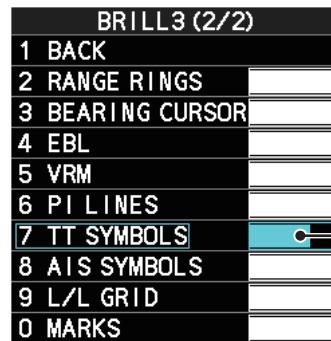 BRILL3 (2/2)
1 BACK
2 RANGE RINGS
3 BEARING CURSOR
4 EBL
5 VRM
6 PI LINES
7 TT SYMBOLS
8 AIS SYMBOLS
9 L/L GRID
0 MARKS